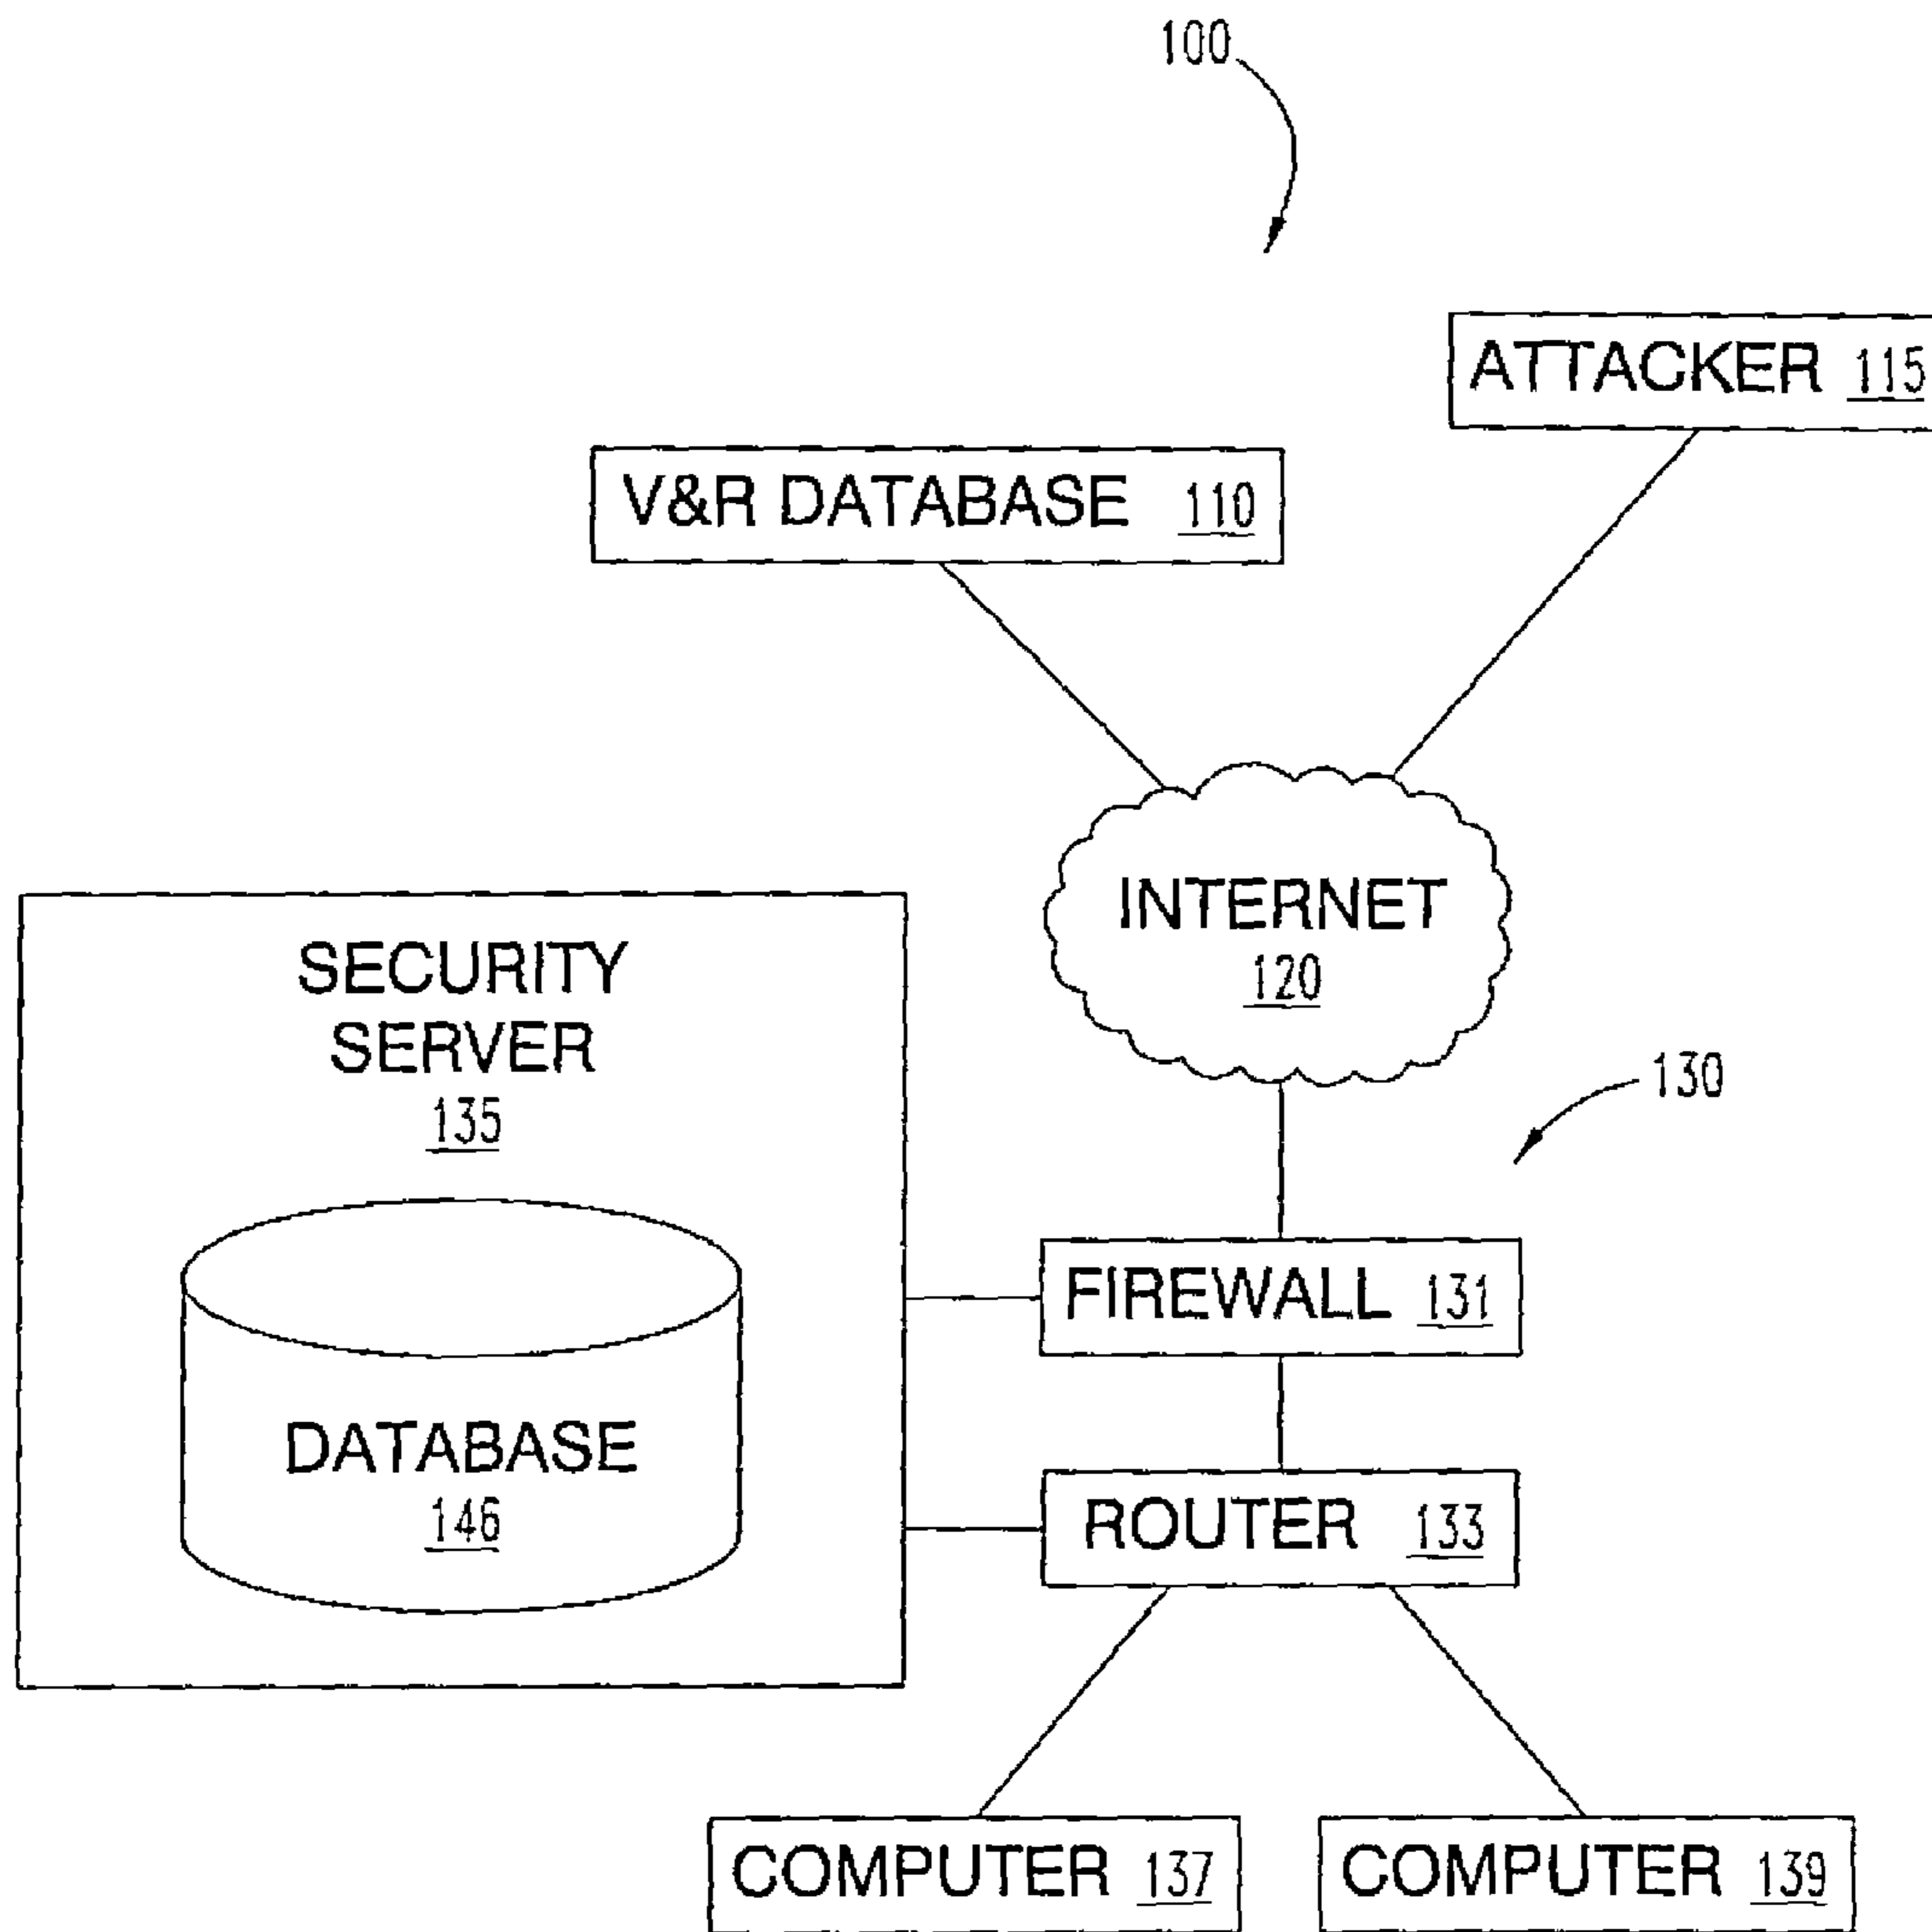 100
ATTACKER 115
V&R DATABASE 110
INTERNET
120
SECURITY
SERVER
135
130
FIREWALL 131
DATABASE
146
ROUTER 133
COMPUTER 137
COMPUTER 139